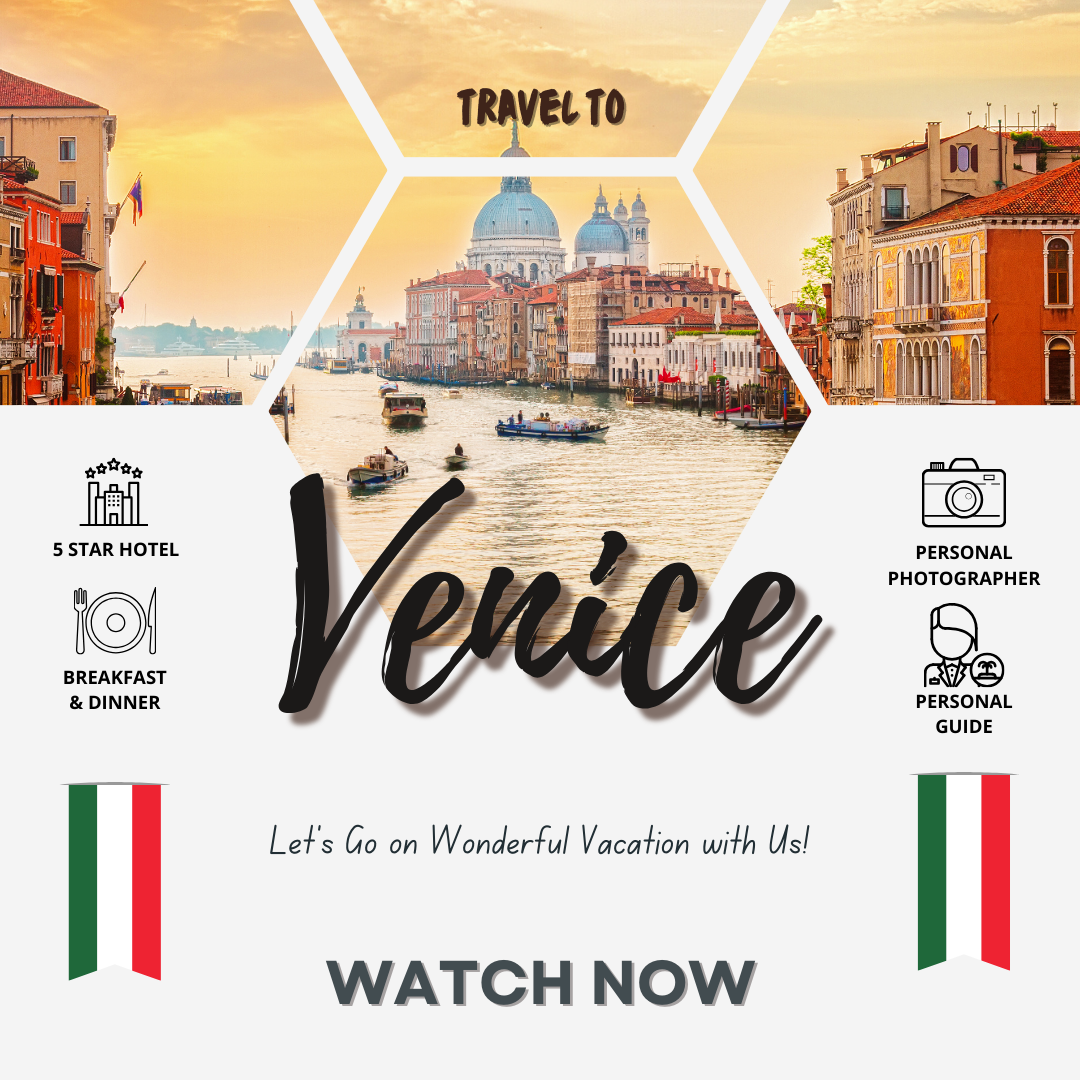 TRAVEL TO
Venice
5 STAR HOTEL
BREAKFAST
& DINNER
PERSONAL
PHOTOGRAPHER
PERSONAL
GUIDE
Let's Go on Wonderful Vacation with Us!
WATCH NOW